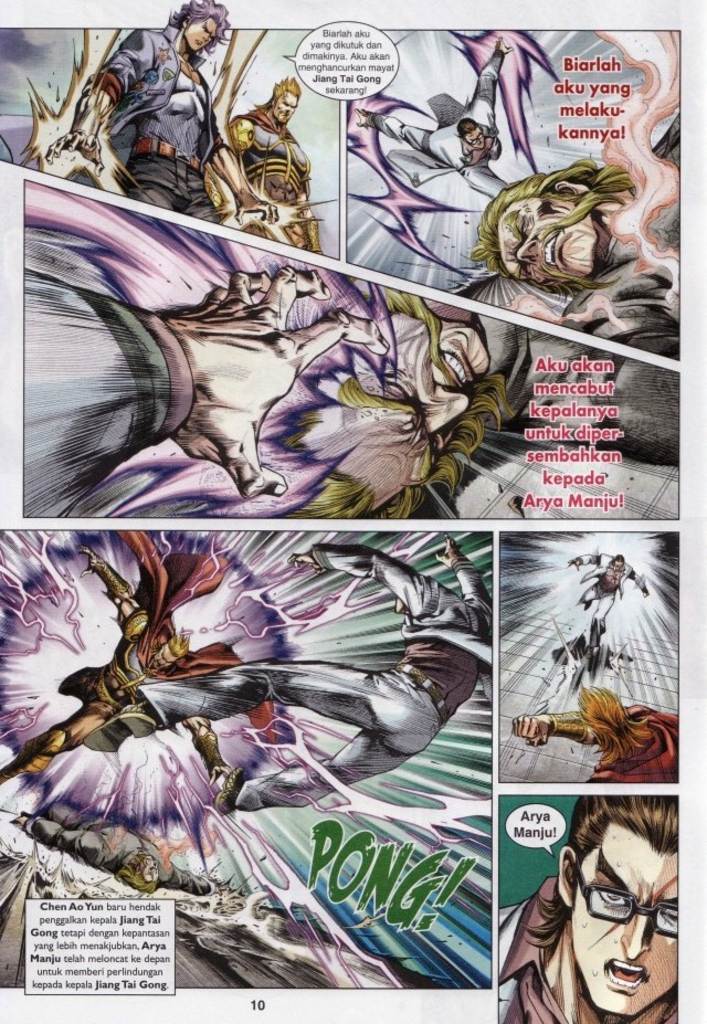 Biarlah aku
yang dikutuk dan
dimakinya. Aku akan
menghancurkan mayat
Jiang Tai Gong
sekarang!
Biarlah
aku yang
melaku-
kannya!
Aku akan
mencabut
kepalanya
untuk diper-
sembahkan
kepada
Arya Manju!
PONG!
Chen Ao Yun baru hendak
penggalkan kepala Jiang Tai
Gong tetapi dengan kepantasan
yang lebih menakjubkan, Arya
Manju telah meloncat ke depan
untuk memberi perlindungan
kepada kepala Jiang Tai Gong.
Arya
Manju!
10